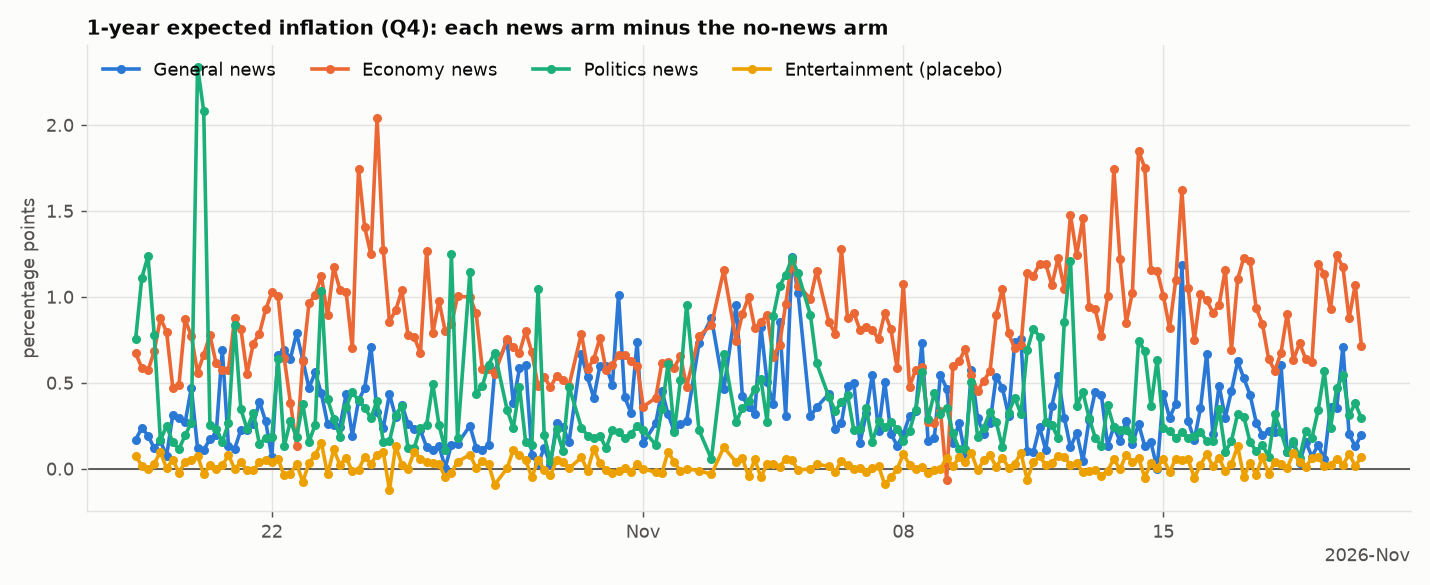 1-year expected inflation (Q4): each news arm minus the no-news arm
General news Economy news Politics news Entertainment (placebo)
percentage points
2.0
1.5
1.0
0.5
0.0
22 Nov 08 15
2026-Nov